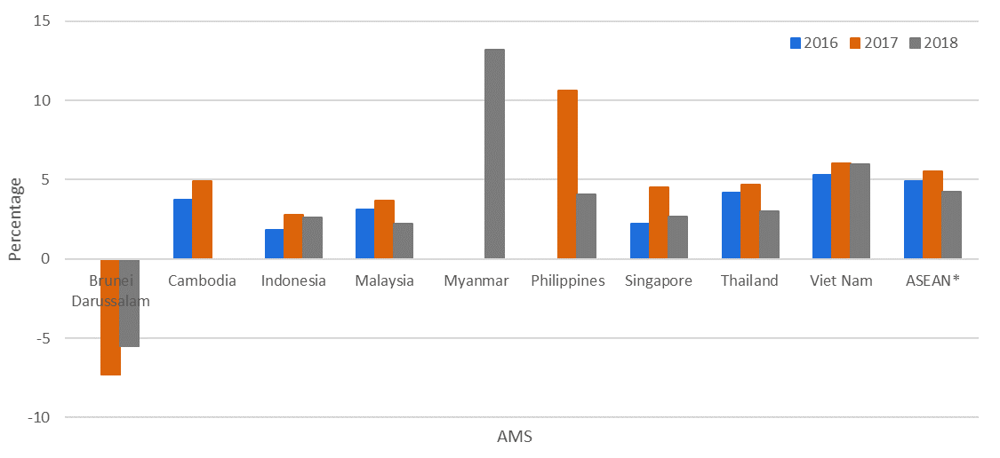 15
2016 2017 2018
10
5
0
-5
-10
Percentage
Brunei Darussalam
Cambodia
Indonesia
Malaysia
Myanmar
Philippines
Singapore
Thailand
Viet Nam
ASEAN*
AMS